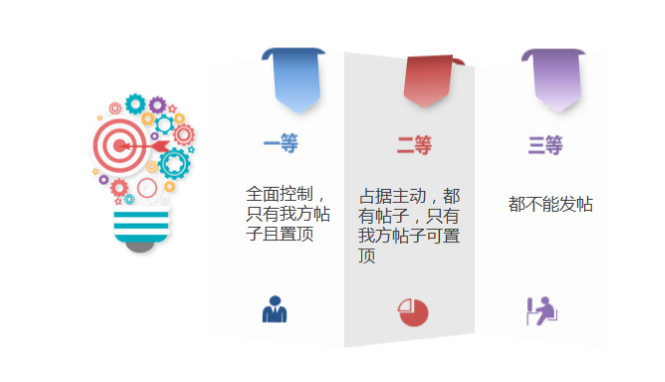 一等
全面控制，
只有我方帖
子且置顶
二等
占据主动，都
有帖子，只有
我方帖子可置
顶
三等
都不能发帖